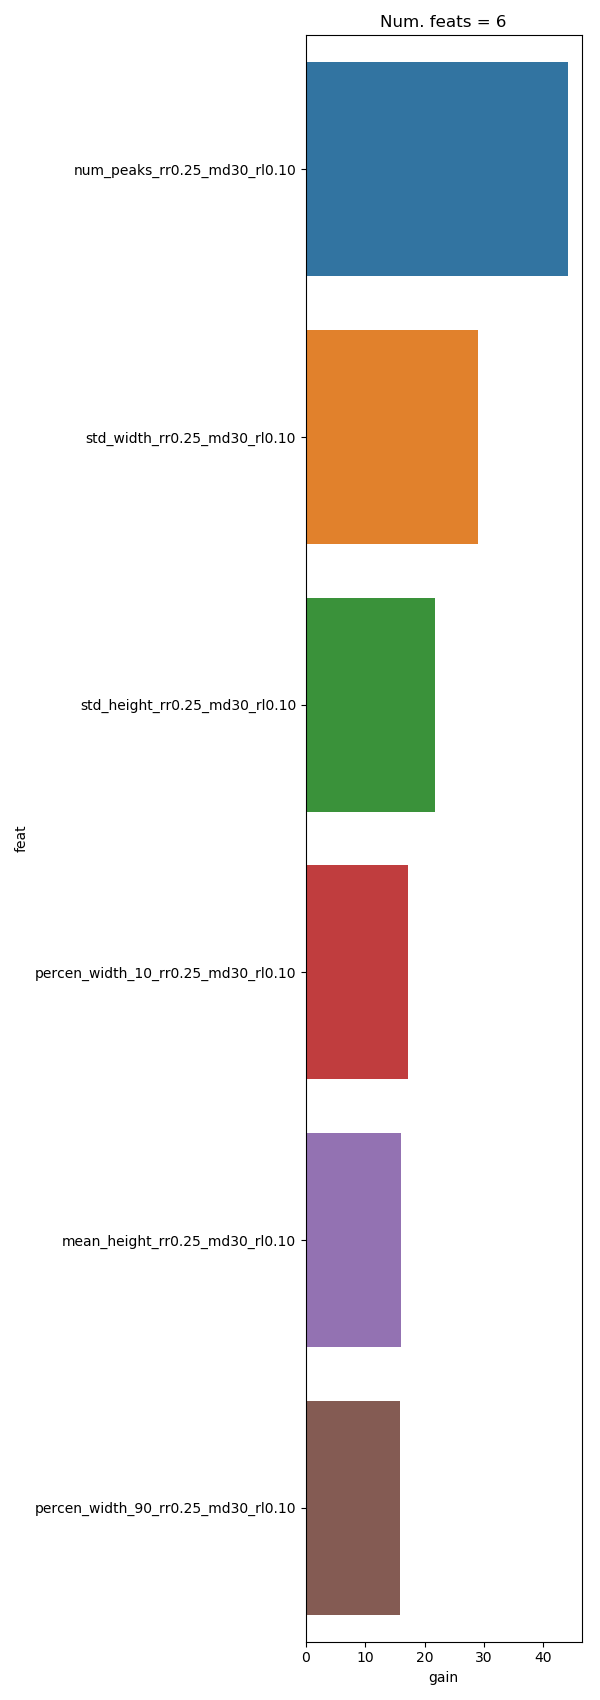 Num. feats = 6
num_peaks_rr0.25_md30_rl0.10
std_width_rr0.25_md30_rl0.10
std_height_rr0.25_md30_rl0.10
feat
percen_width_10_rr0.25_md30_rl0.10
mean_height_rr0.25_md30_rl0.10
percen_width_90_rr0.25_md30_rl0.10
0 10 20 30 40
gain